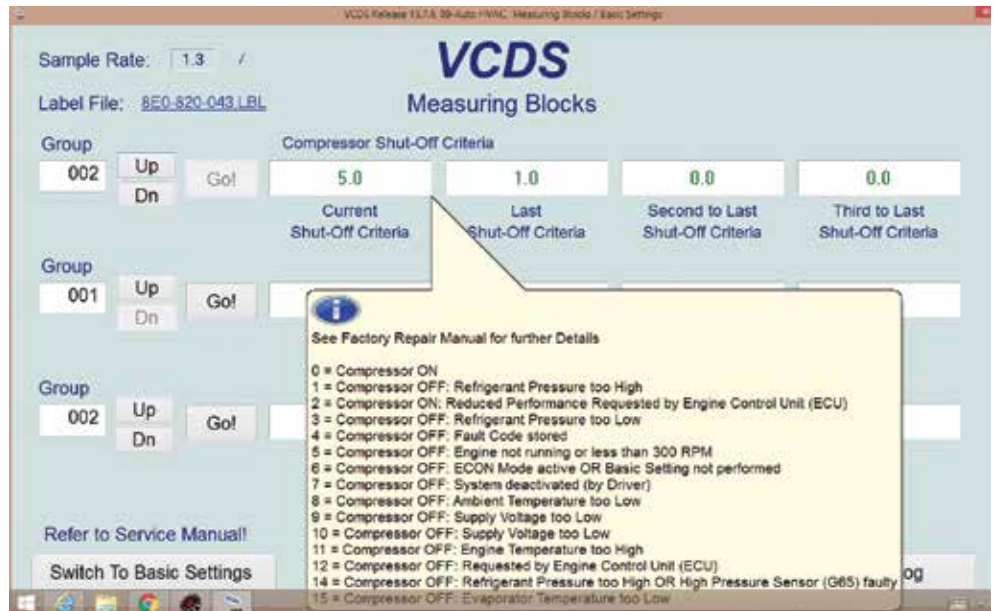 VCDS Release 13.7.0, 09-Auto HVAC, Measuring Blocks / Basic Settings
Sample Rate: 1.3 /
VCDS
Label File: 8E0-820-043.LBL
Measuring Blocks
Group
Compressor Shut-Off Criteria
002
Up
Dn
Go!
5.0
1.0
0.0
0.0
Current
Shut-Off Criteria
Last
Shut-Off Criteria
Second to Last
Shut-Off Criteria
Third to Last
Shut-Off Criteria
Group
001
Up
Dn
Go!
See Factory Repair Manual for further Details
0 = Compressor ON
1 = Compressor OFF: Refrigerant Pressure too High
2 = Compressor ON: Reduced Performance Requested by Engine Control Unit (ECU)
3 = Compressor OFF: Refrigerant Pressure too Low
4 = Compressor OFF: Fault Code stored
5 = Compressor OFF: Engine not running or less than 300 RPM
6 = Compressor OFF: ECON Mode active OR Basic Setting not performed
7 = Compressor OFF: System deactivated (by Driver)
8 = Compressor OFF: Ambient Temperature too Low
9 = Compressor OFF: Supply Voltage too Low
10 = Compressor OFF: Supply Voltage too Low
11 = Compressor OFF: Engine Temperature too High
12 = Compressor OFF: Requested by Engine Control Unit (ECU)
14 = Compressor OFF: Refrigerant Pressure too High OR High Pressure Sensor (G65) faulty
15 = Compressor OFF: Evaporator Temperature too Low
Group
002
Up
Dn
Go!
Refer to Service Manual!
Switch To Basic Settings
og